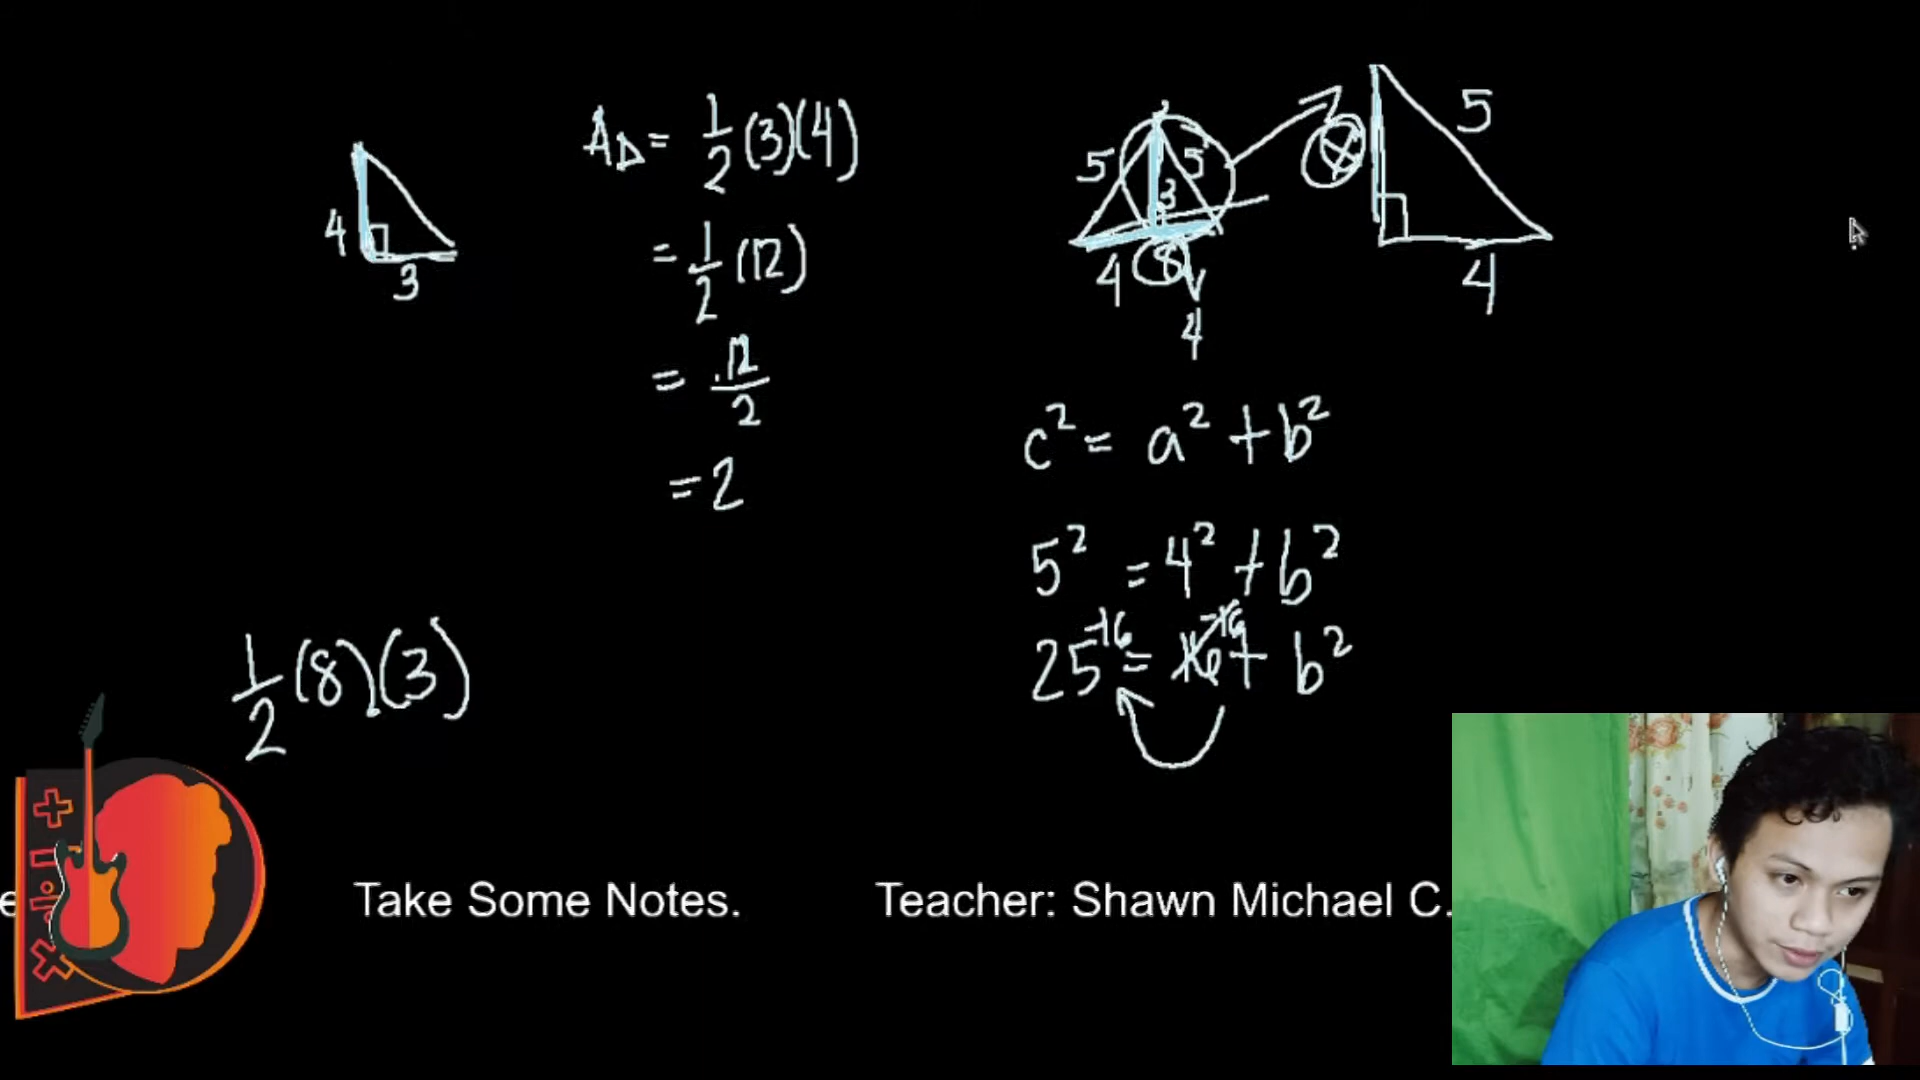 4
3
A△ = 1/2 (3)(4)
= 1/2 (12)
= 12/2
= 2
5 5
3
4 8
4
5
4
c² = a² + b²
5² = 4² + b²
25⁻¹⁶ = 16⁻¹⁶ + b²
1/2 (8).(3)
e Take Some Notes. Teacher: Shawn Michael C.